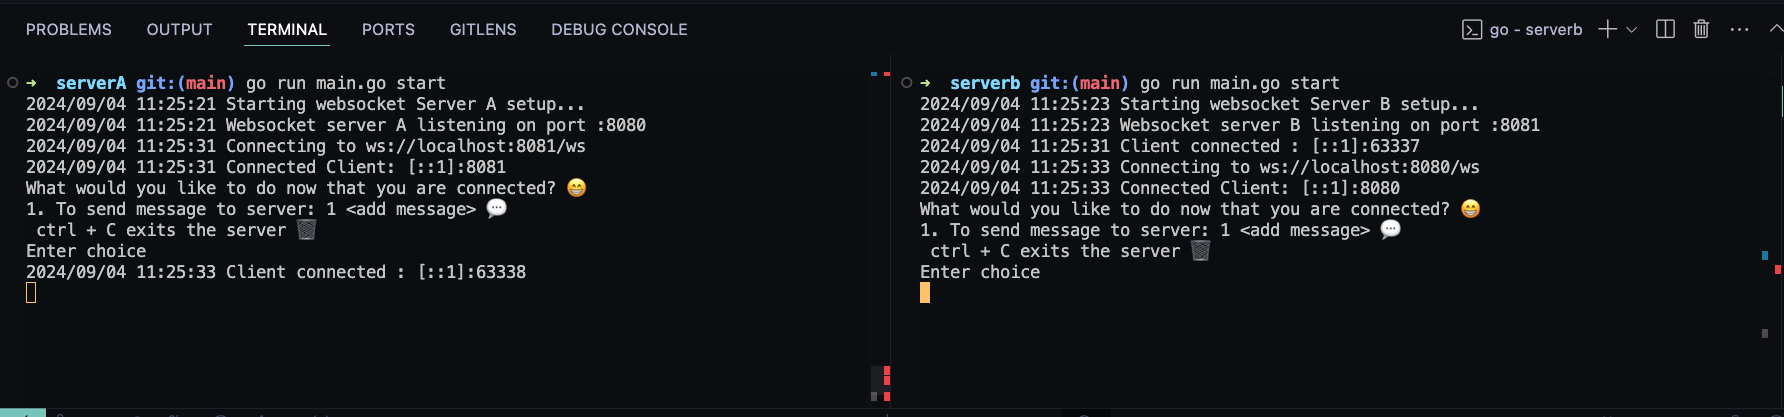 PROBLEMS OUTPUT TERMINAL PORTS GITLENS DEBUG CONSOLE go - serverb
➜ serverA git:(main) go run main.go start
2024/09/04 11:25:21 Starting websocket Server A setup...
2024/09/04 11:25:21 Websocket server A listening on port :8080
2024/09/04 11:25:31 Connecting to ws://localhost:8081/ws
2024/09/04 11:25:31 Connected Client: [::1]:8081
What would you like to do now that you are connected? 😁
1. To send message to server: 1 <add message> 💬
ctrl + C exits the server 🗑️
Enter choice
2024/09/04 11:25:33 Client connected : [::1]:63338
➜ serverb git:(main) go run main.go start
2024/09/04 11:25:23 Starting websocket Server B setup...
2024/09/04 11:25:23 Websocket server B listening on port :8081
2024/09/04 11:25:31 Client connected : [::1]:63337
2024/09/04 11:25:33 Connecting to ws://localhost:8080/ws
2024/09/04 11:25:33 Connected Client: [::1]:8080
What would you like to do now that you are connected? 😁
1. To send message to server: 1 <add message> 💬
ctrl + C exits the server 🗑️
Enter choice